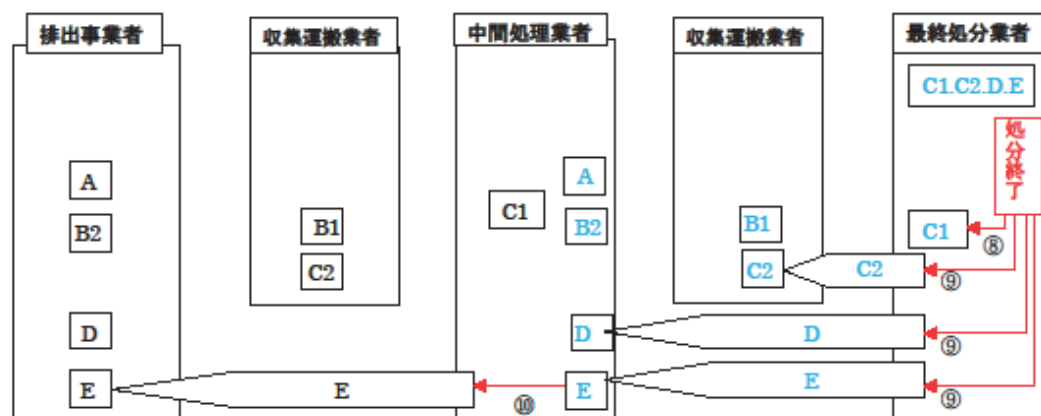 排出事業者
収集運搬業者
中間処理業者
収集運搬業者
最終処分業者
C1.C2.D.E
処分終了
A
A
B2
B1
C1
B2
B1
C1
⑧
C2
C2
C2
⑨
D
D
D
⑨
E
E
⑩
E
E
⑨